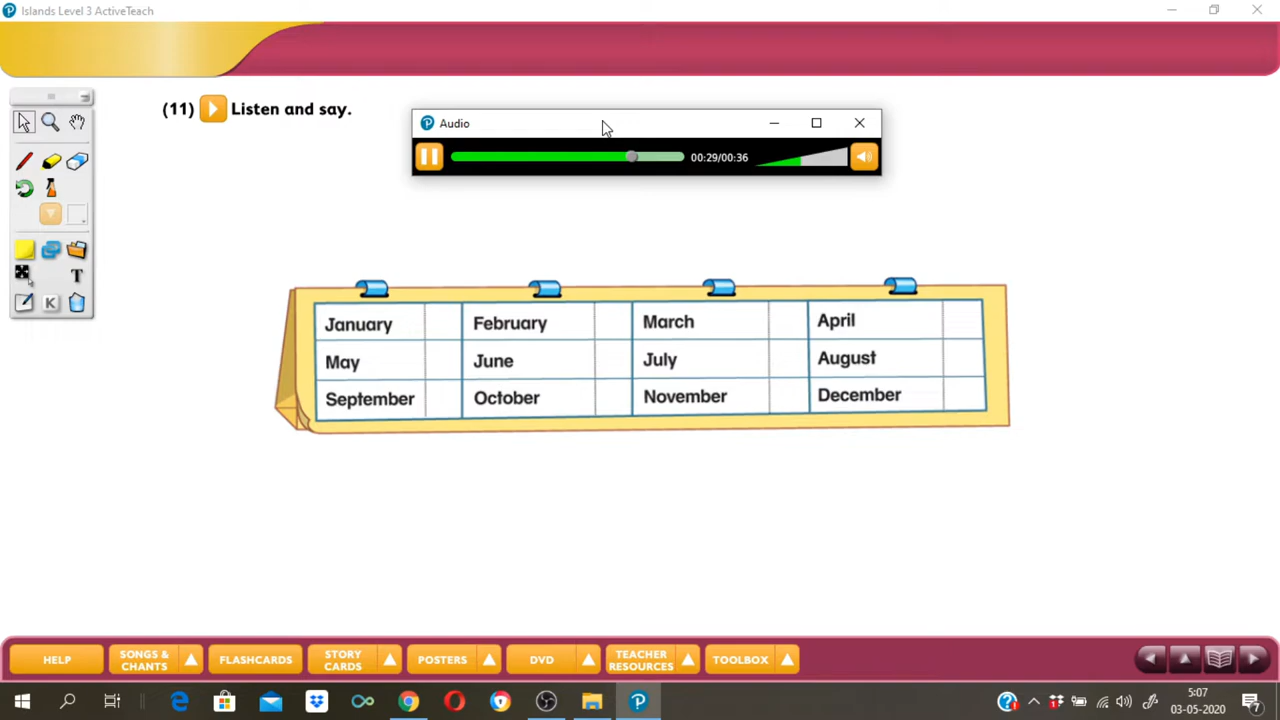 Islands Level 3 ActiveTeach
(11) Listen and say.
Audio
00:29/00:36
January February March April
May June July August
September October November December
T
K
HELP
SONGS & CHANTS
FLASHCARDS
STORY CARDS
POSTERS
DVD
TEACHER RESOURCES
TOOLBOX
5:07
03-05-2020
7